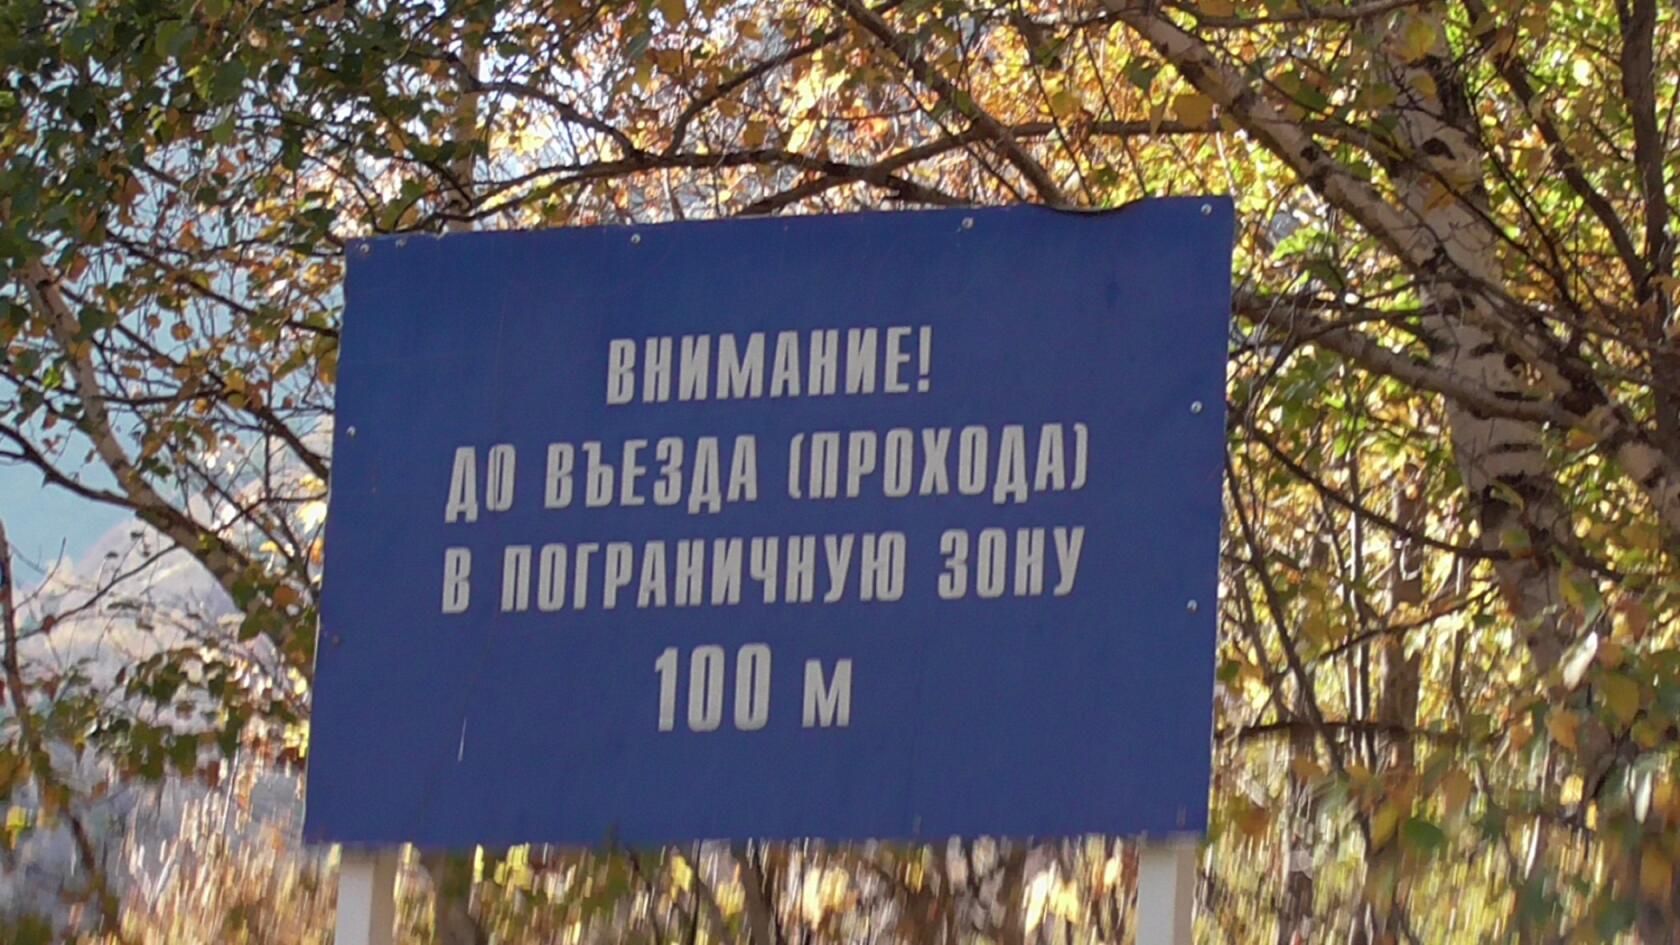 ВНИМАНИЕ!
ДО ВЪЕЗДА (ПРОХОДА)
В ПОГРАНИЧНУЮ ЗОНУ
100 м